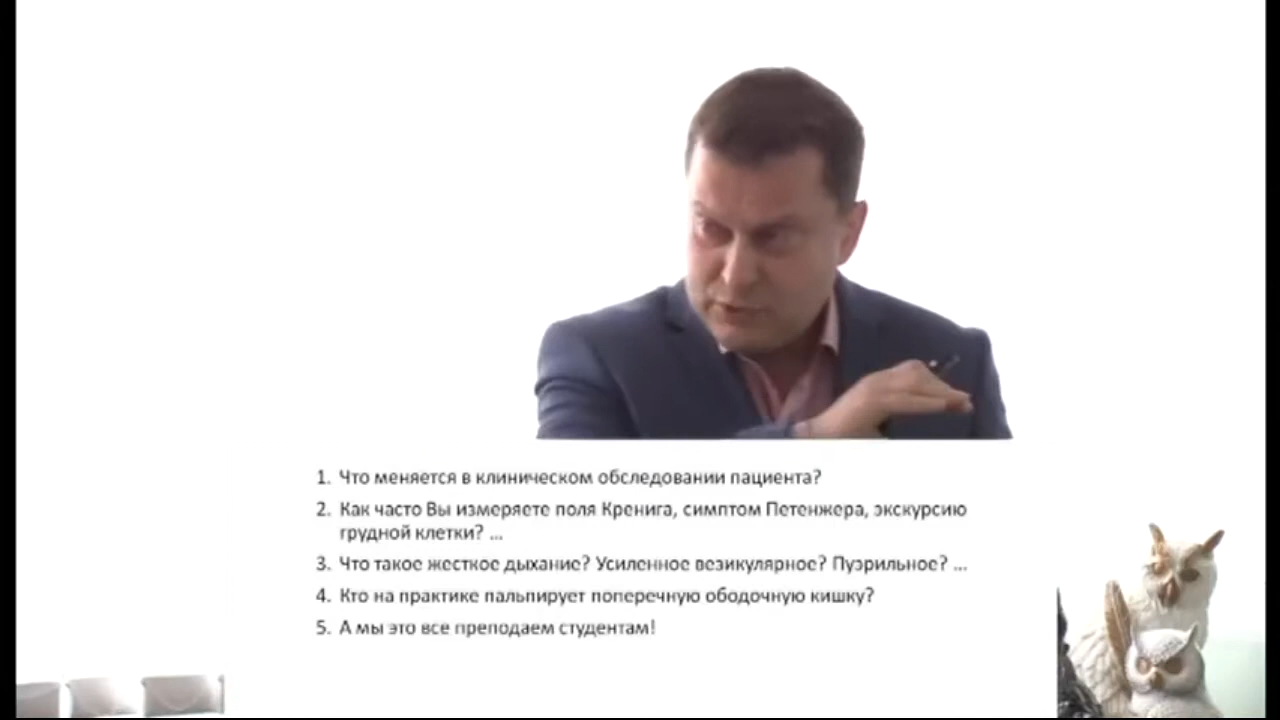 1. Что меняется в клиническом обследовании пациента?
2. Как часто Вы измеряете поля Кренига, симптом Петенжера, экскурсию
грудной клетки? ...
3. Что такое жесткое дыхание? Усиленное везикулярное? Пуэрильное? ...
4. Кто на практике пальпирует поперечную ободочную кишку?
5. А мы это все преподаем студентам!